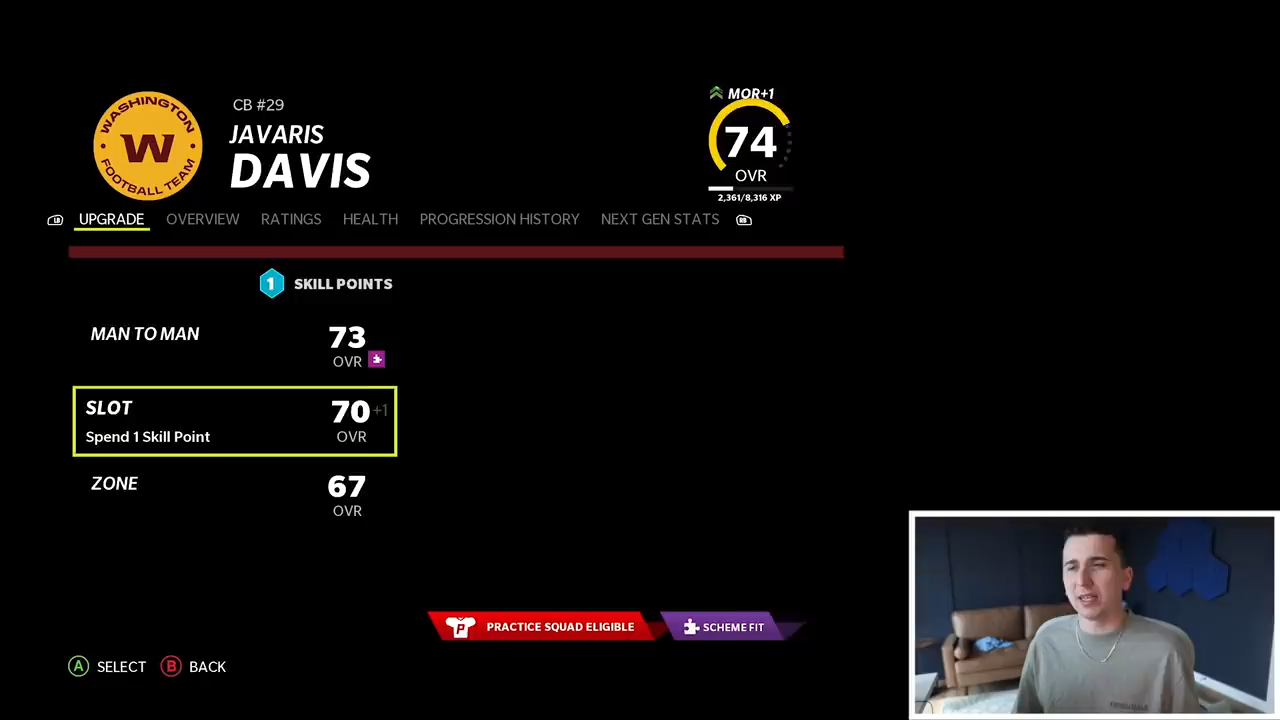 WASHINGTON
W
FOOTBALL TEAM
CB #29
JAVARIS
DAVIS
MOR+1
74
OVR
2,361/8,316 XP
LB UPGRADE OVERVIEW RATINGS HEALTH PROGRESSION HISTORY NEXT GEN STATS RB
1 SKILL POINTS
MAN TO MAN 73
OVR
SLOT 70 +1
Spend 1 Skill Point OVR
ZONE 67
OVR
P PRACTICE SQUAD ELIGIBLE SCHEME FIT
A SELECT B BACK